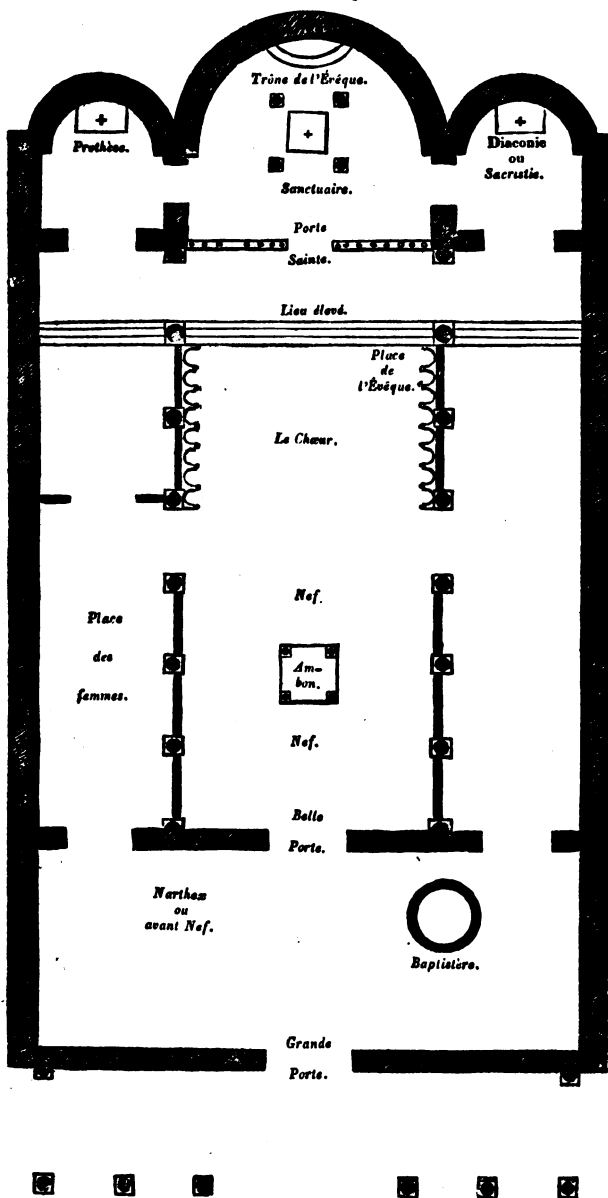 Trône de l'Évêque.
Prothèse.
Diaconie
ou
Sacristie.
Sanctuaire.
Porte
Sainte.
Lieu élevé.
Place
de
l'Évêque.
Le Chœur.
Nef.
Place
des
femmes.
Am-
bon.
Nef.
Belle
Porte.
Narthex
ou
avant Nef.
Baptistère.
Grande
Porte.